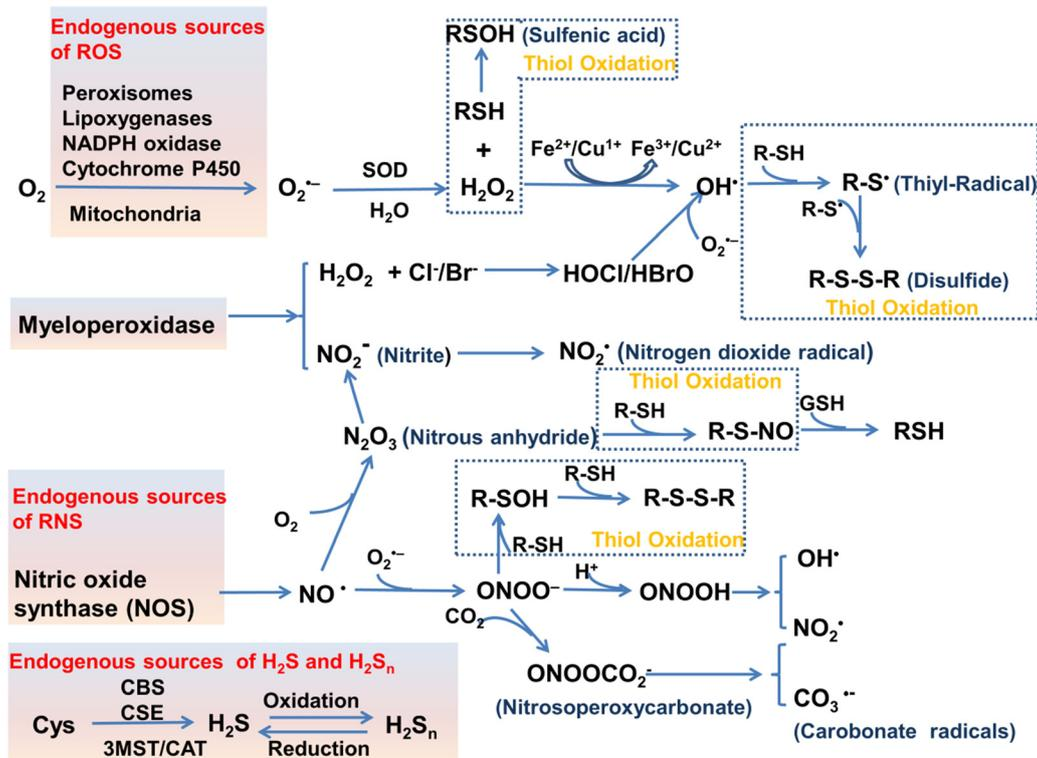 Endogenous sources
of ROS
Peroxisomes
Lipoxygenases
NADPH oxidase
Cytochrome P450
Mitochondria
O₂
O₂•−
SOD
H₂O
RSOH (Sulfenic acid)
Thiol Oxidation
RSH
+
H₂O₂
Fe²⁺/Cu¹⁺ Fe³⁺/Cu²⁺
OH•
O₂•−
R-SH
R-S• (Thiyl-Radical)
R-S•
R-S-S-R (Disulfide)
Thiol Oxidation
Myeloperoxidase
H₂O₂ + Cl⁻/Br⁻
HOCl/HBrO
NO₂⁻ (Nitrite)
NO₂• (Nitrogen dioxide radical)
Thiol Oxidation
N₂O₃ (Nitrous anhydride)
R-SH
R-S-NO
GSH
RSH
Endogenous sources
of RNS
Nitric oxide
synthase (NOS)
O₂
NO•
O₂•−
R-SOH
R-SH
R-S-S-R
R-SH
Thiol Oxidation
ONOO⁻
H⁺
ONOOH
OH•
NO₂•
CO₂
ONOOCO₂⁻
(Nitrosoperoxycarbonate)
CO₃•-
(Carobonate radicals)
Endogenous sources of H₂S and H₂Sₙ
Cys
CBS
CSE
3MST/CAT
H₂S
Oxidation
Reduction
H₂Sₙ